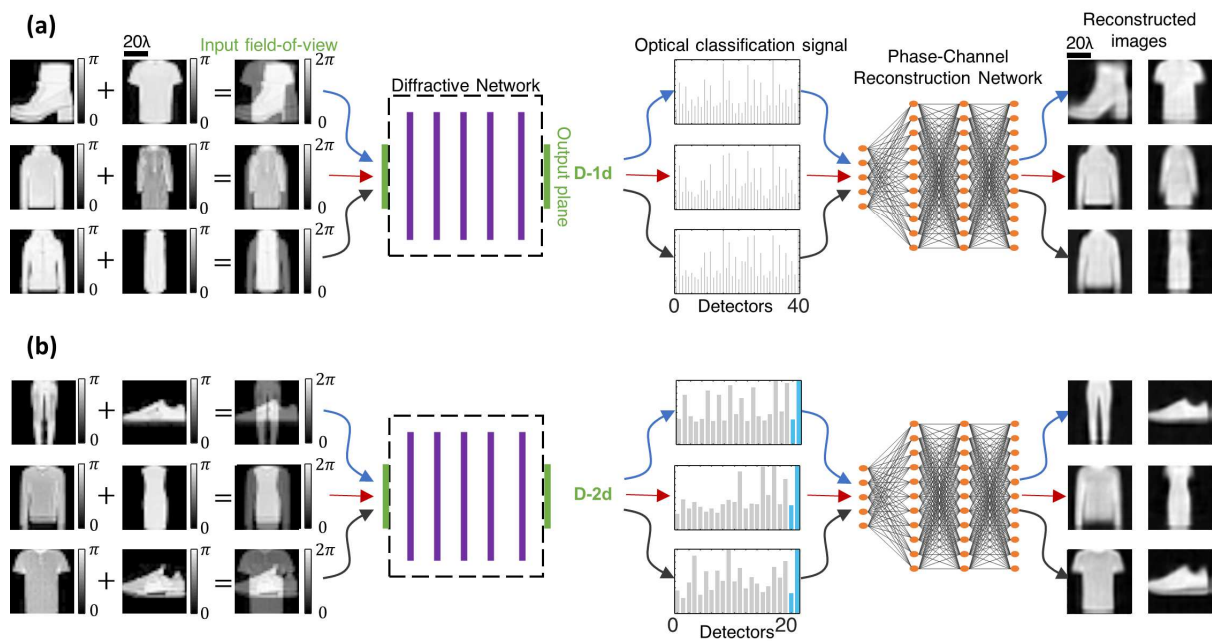 (a)
20λ
Input field-of-view
π
0
+
π
0
=
2π
0
π
0
+
π
0
=
2π
0
π
0
+
π
0
=
2π
0
Diffractive Network
Output plane
D-1d
Optical classification signal
0
40
Detectors
Phase-Channel
Reconstruction Network
Reconstructed
images
20λ
(b)
π
0
+
π
0
=
2π
0
π
0
+
π
0
=
2π
0
π
0
+
π
0
=
2π
0
D-2d
0
20
Detectors